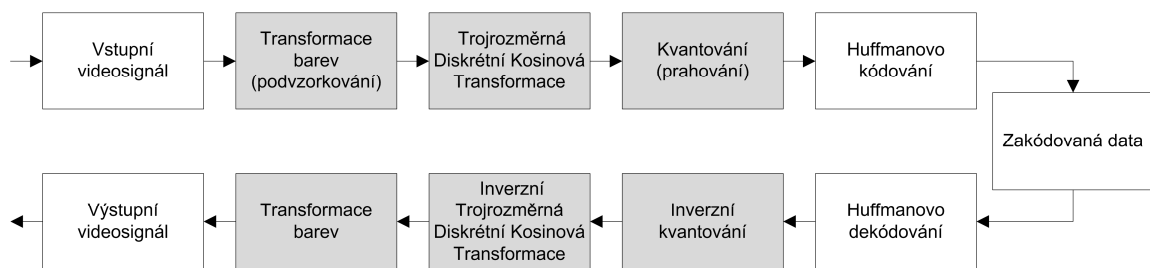 Vstupní
videosignál
Transformace
barev
(podvzorkování)
Trojrozměrná
Diskrétní Kosinová
Transformace
Kvantování
(prahování)
Huffmanovo
kódování
Zakódovaná data
Výstupní
videosignál
Transformace
barev
Inverzní
Trojrozměrná
Diskrétní Kosinová
Transformace
Inverzní
kvantování
Huffmanovo
dekódování